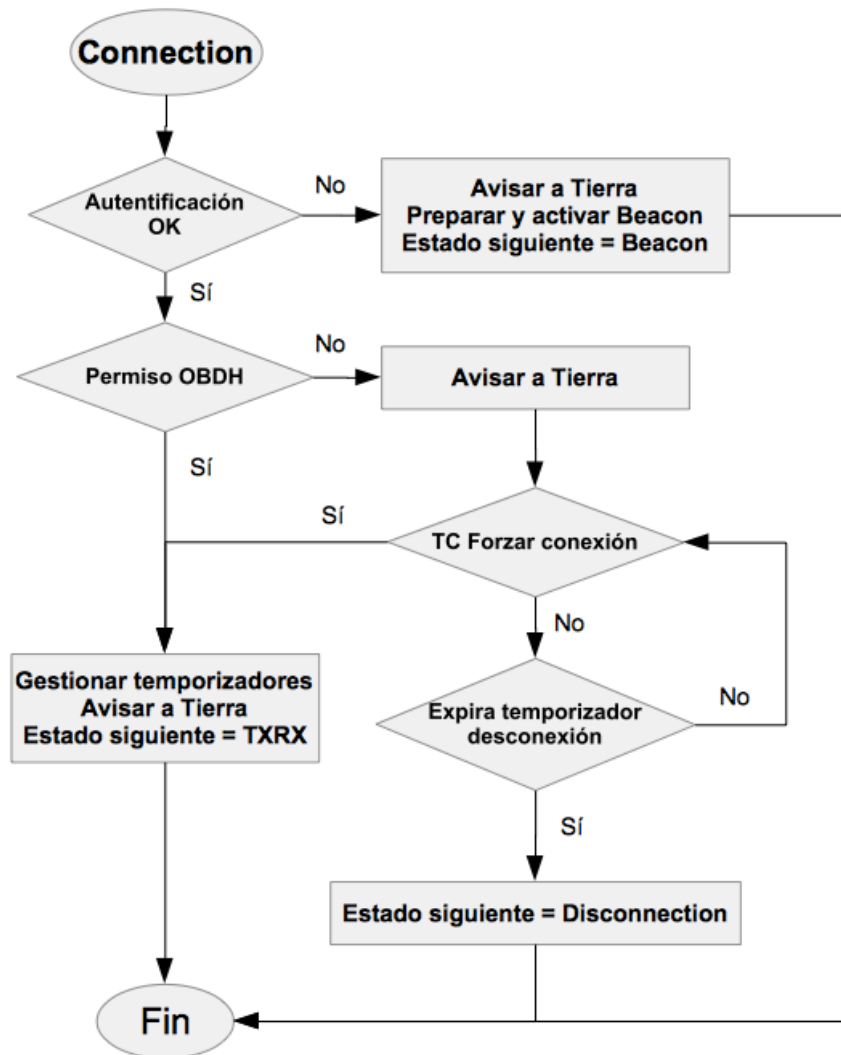 Connection
Autentificación
OK
No
Avisar a Tierra
Preparar y activar Beacon
Estado siguiente = Beacon
Sí
Permiso OBDH
No
Avisar a Tierra
Sí
Sí
TC Forzar conexión
No
Gestionar temporizadores
Avisar a Tierra
Estado siguiente = TXRX
Expira temporizador
desconexión
No
Sí
Estado siguiente = Disconnection
Fin